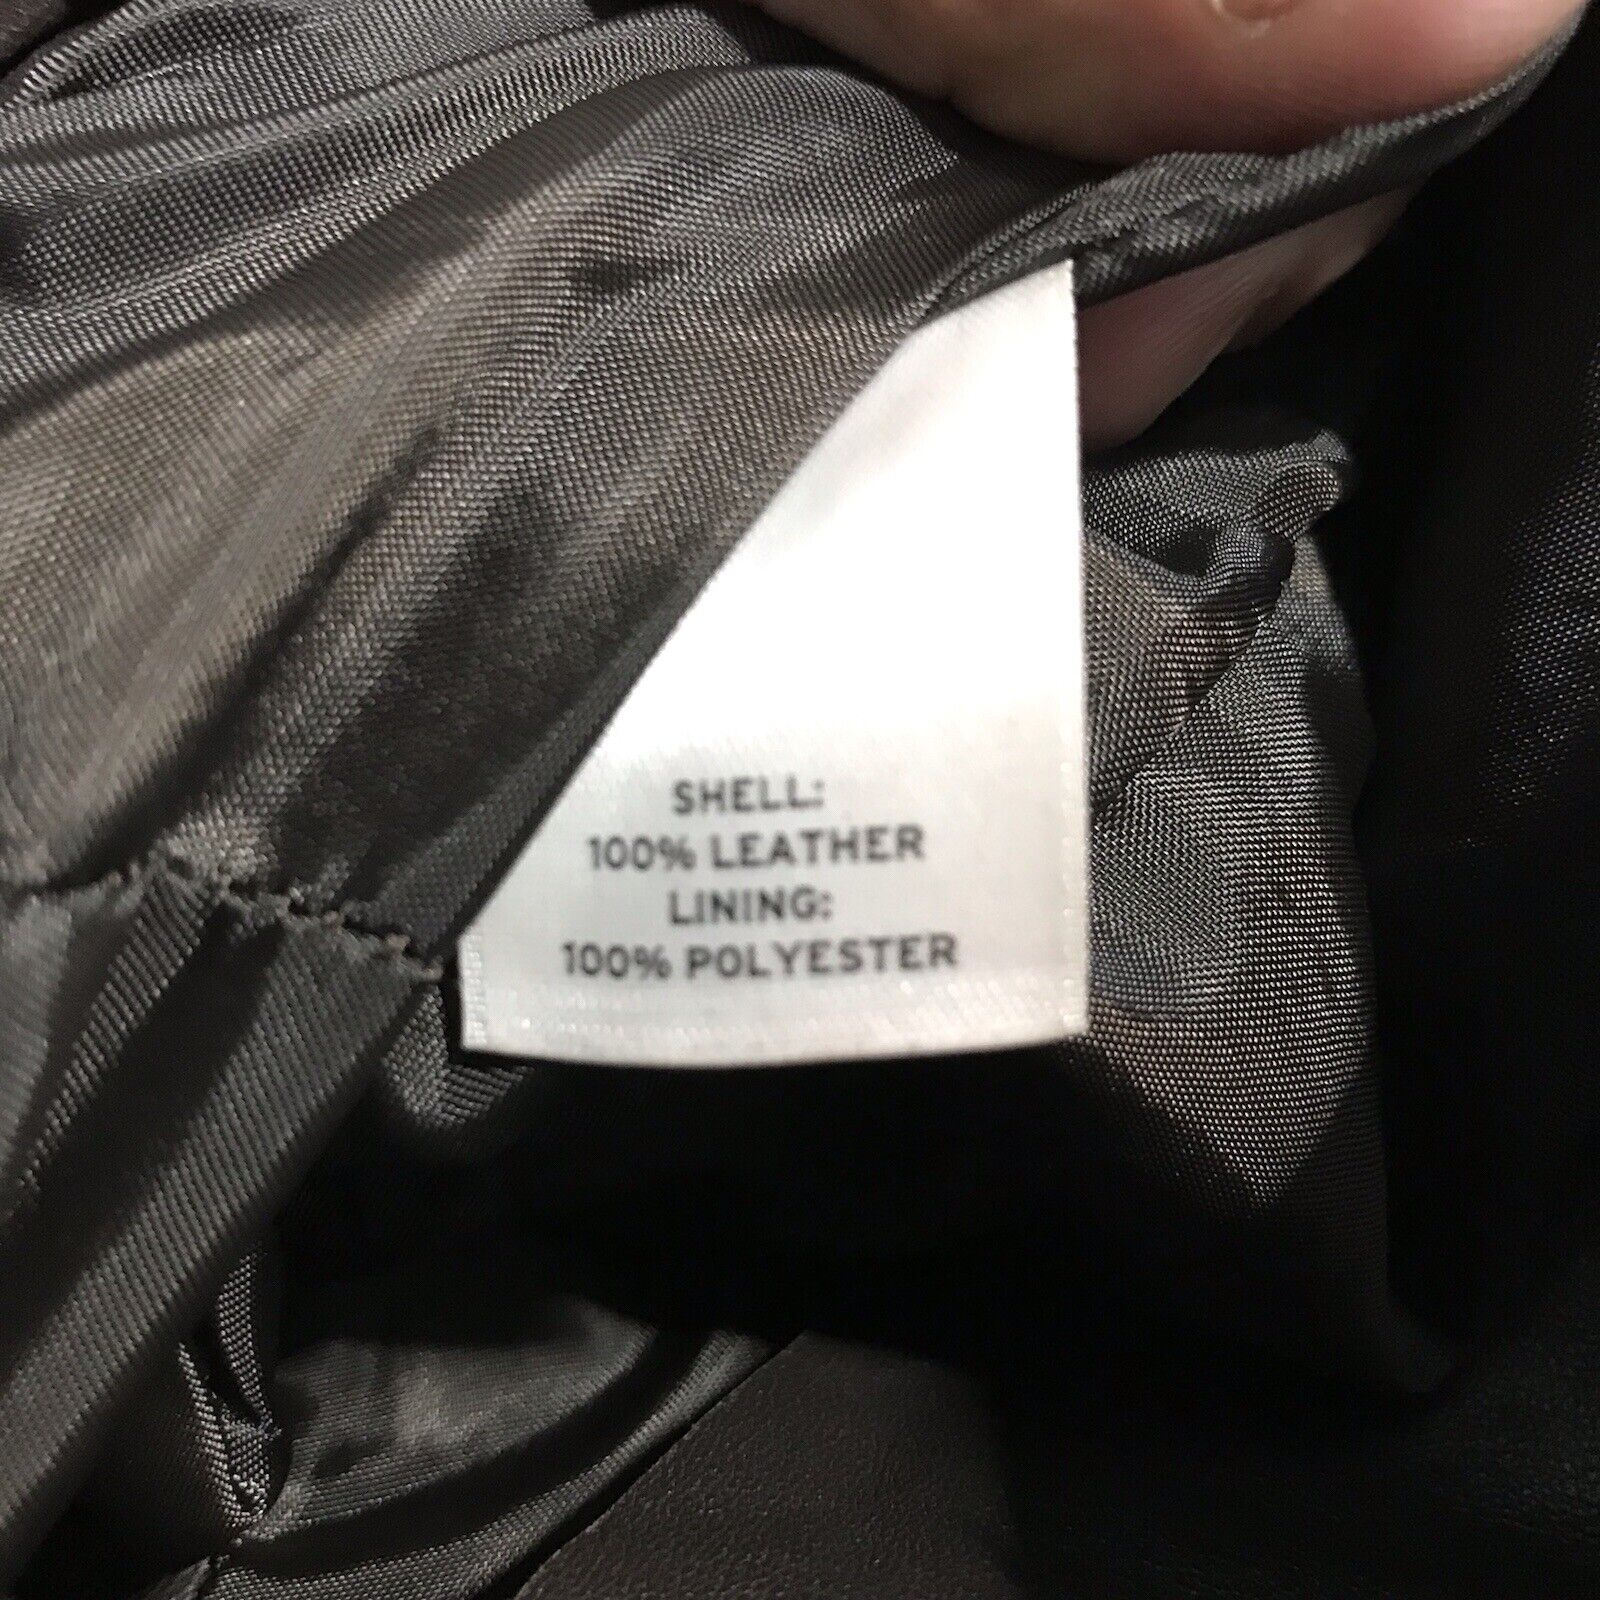 SHELL:
100% LEATHER
LINING:
100% POLYESTER